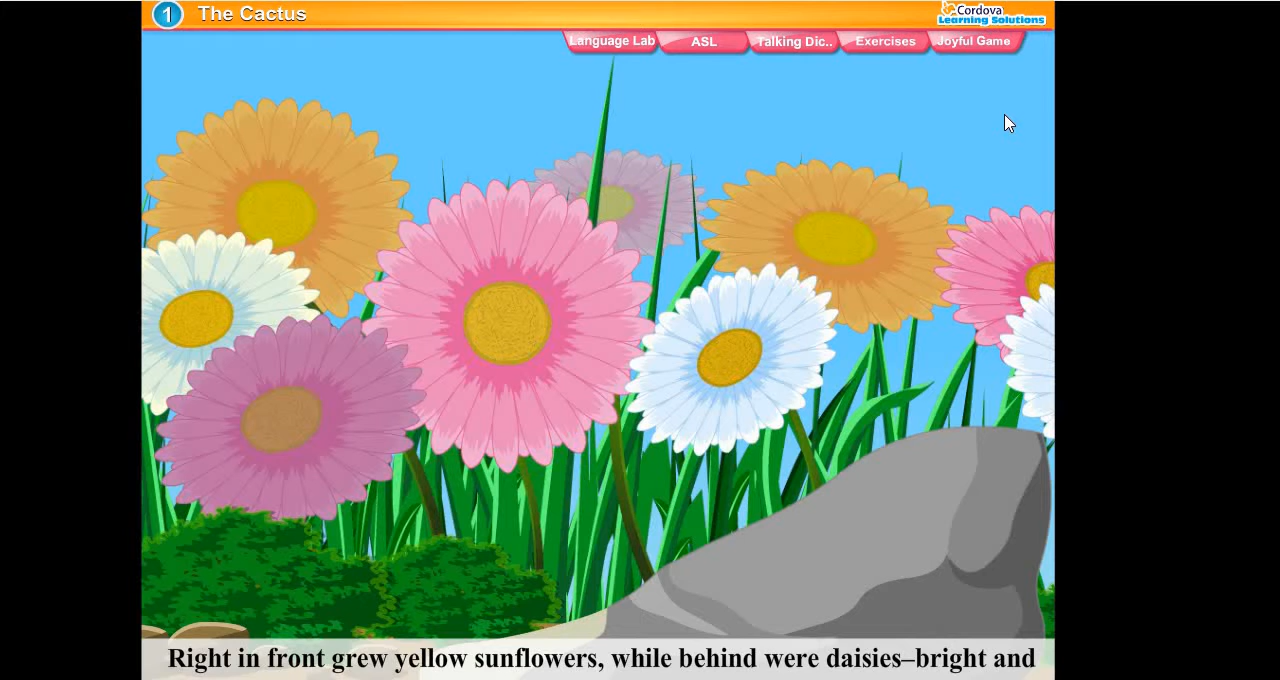 1 The Cactus
Cordova
Learning Solutions
Language Lab ASL Talking Dic.. Exercises Joyful Game
Right in front grew yellow sunflowers, while behind were daisies–bright and